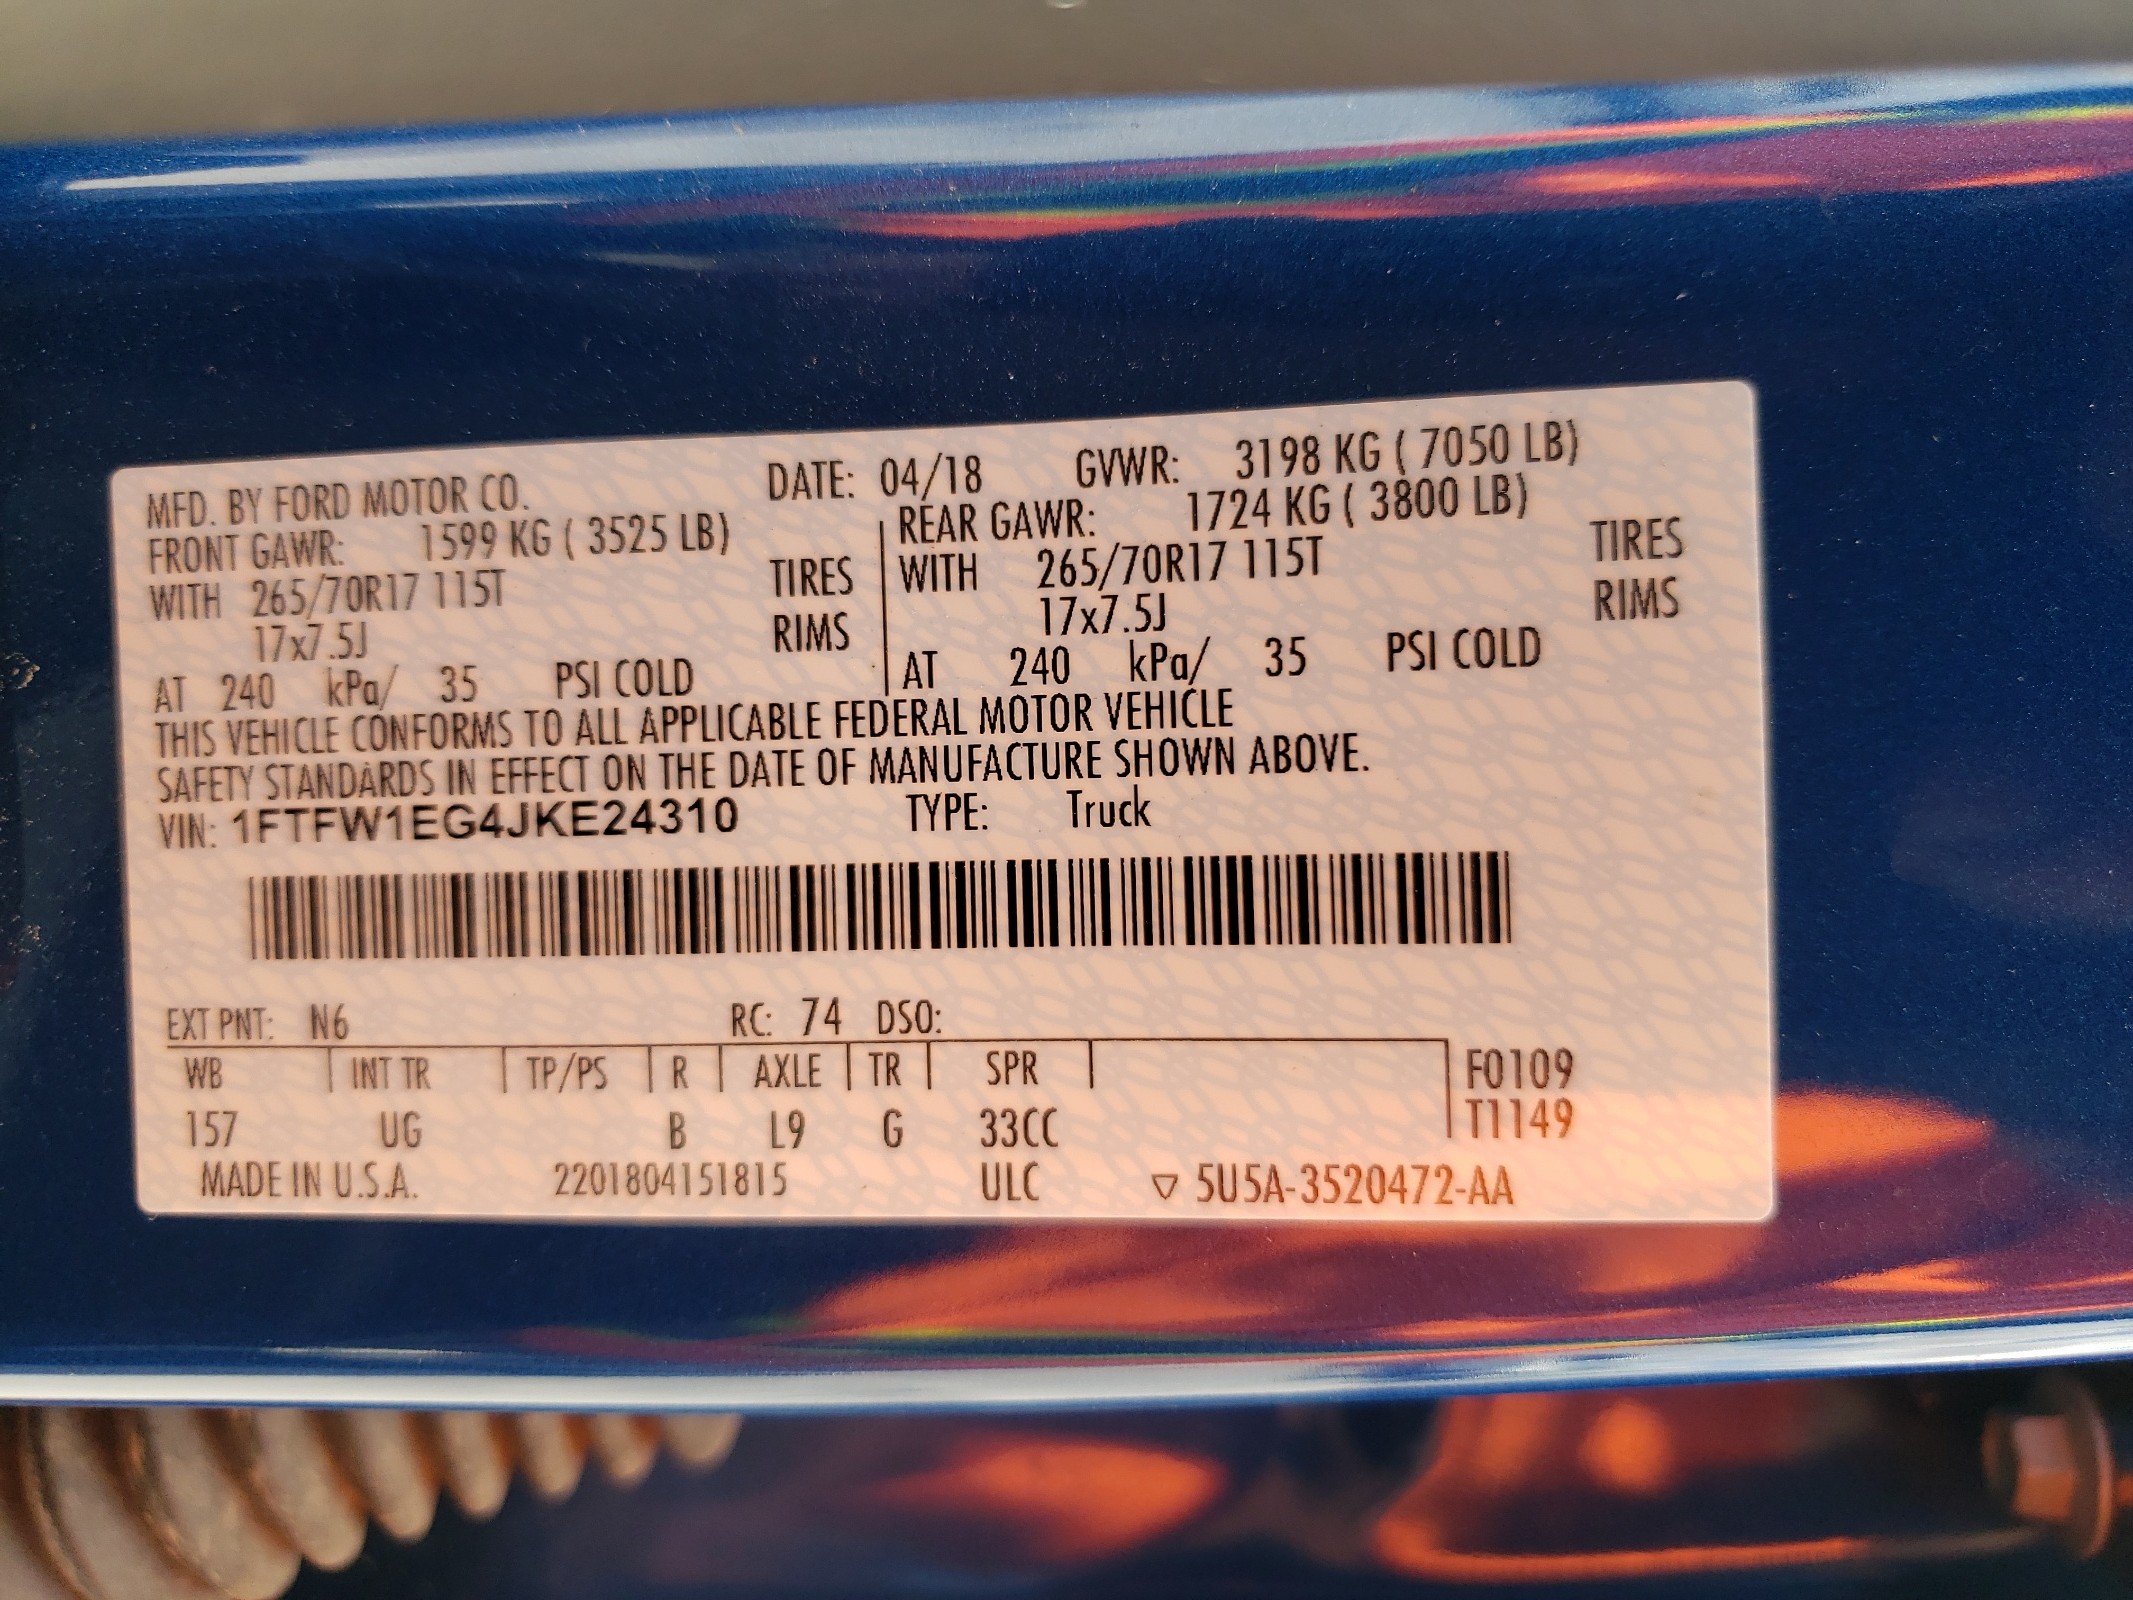 MFD. BY FORD MOTOR CO. DATE: 04/18 GVWR: 3198 KG ( 7050 LB)
FRONT GAWR: 1599 KG ( 3525 LB) REAR GAWR: 1724 KG ( 3800 LB)
WITH 265/70R17 115T TIRES WITH 265/70R17 115T TIRES
17x7.5J RIMS 17x7.5J RIMS
AT 240 kPa/ 35 PSI COLD AT 240 kPa/ 35 PSI COLD
THIS VEHICLE CONFORMS TO ALL APPLICABLE FEDERAL MOTOR VEHICLE
SAFETY STANDARDS IN EFFECT ON THE DATE OF MANUFACTURE SHOWN ABOVE.
VIN: 1FTFW1EG4JKE24310 TYPE: Truck
EXT PNT: N6 RC: 74 DSO:
WB INT TR TP/PS R AXLE TR SPR F0109
157 UG B L9 G 33CC T1149
MADE IN U.S.A. 2201804151815 ULC ▽ 5U5A-3520472-AA